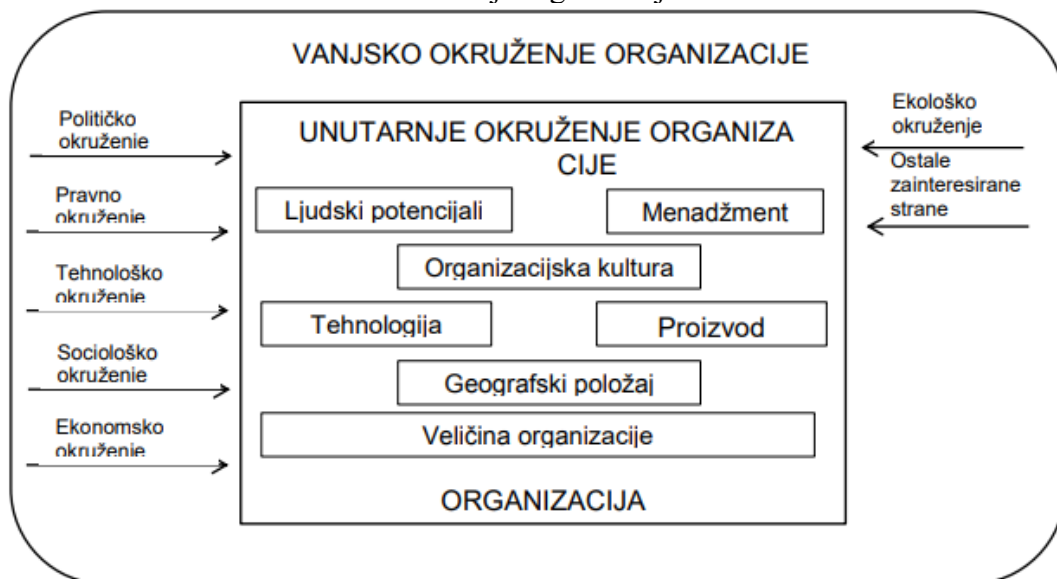 VANJSKO OKRUŽENJE ORGANIZACIJE
Političko
okruženie
Pravno
okruženie
Tehnološko
okruženie
Sociološko
okruženie
Ekonomsko
okruženie
UNUTARNJE OKRUŽENJE ORGANIZA
CIJE
Ljudski potencijali
Menadžment
Organizacijska kultura
Tehnologija
Proizvod
Geografski položaj
Veličina organizacije
ORGANIZACIJA
Ekološko
okruženje
Ostale
zainteresirane
strane